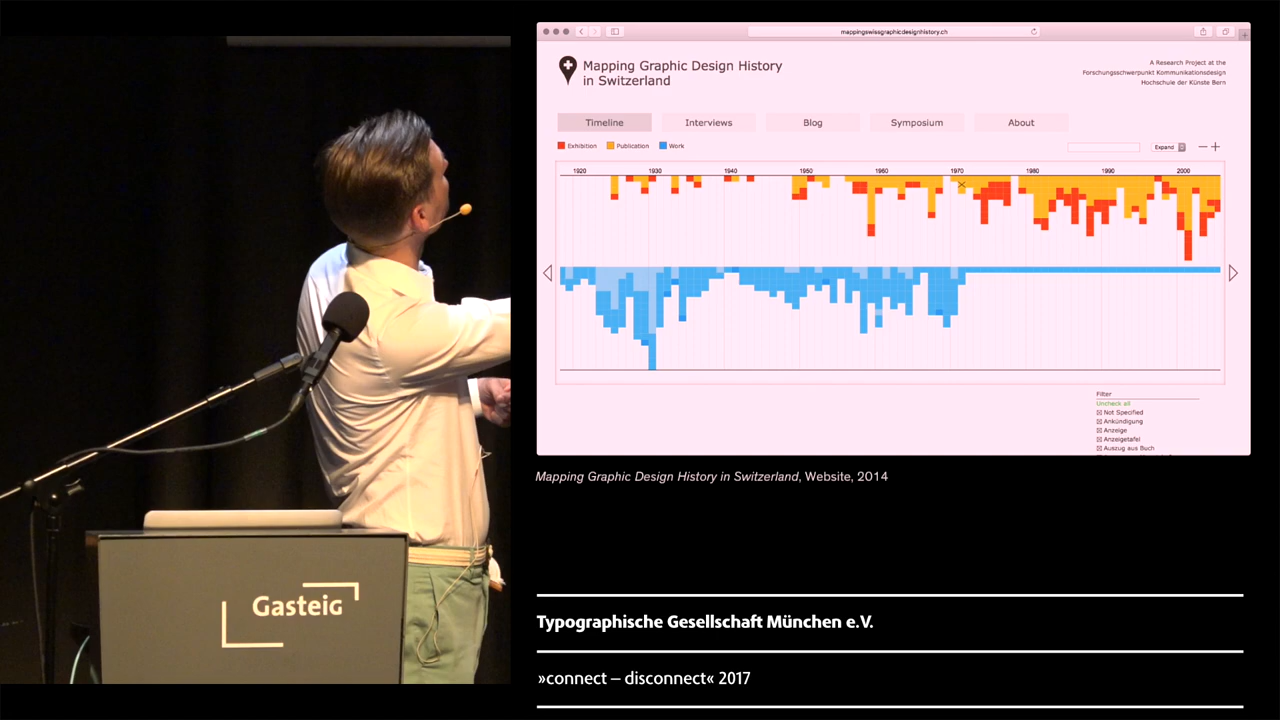 mappingswissgraphicdesignhistory.ch
Mapping Graphic Design History
in Switzerland
A Research Project at the
Forschungsschwerpunkt Kommunikationsdesign
Hochschule der Künste Bern
Timeline Interviews Blog Symposium About
Exhibition Publication Work
Expand
1920 1930 1940 1950 1960 1970 1980 1990 2000
Filter
Uncheck all
Not Specified
Ankündigung
Anzeige
Anzeigetafel
Auszug aus Buch
Mapping Graphic Design History in Switzerland, Website, 2014
Gasteig
Typographische Gesellschaft München e.V.
»connect – disconnect« 2017